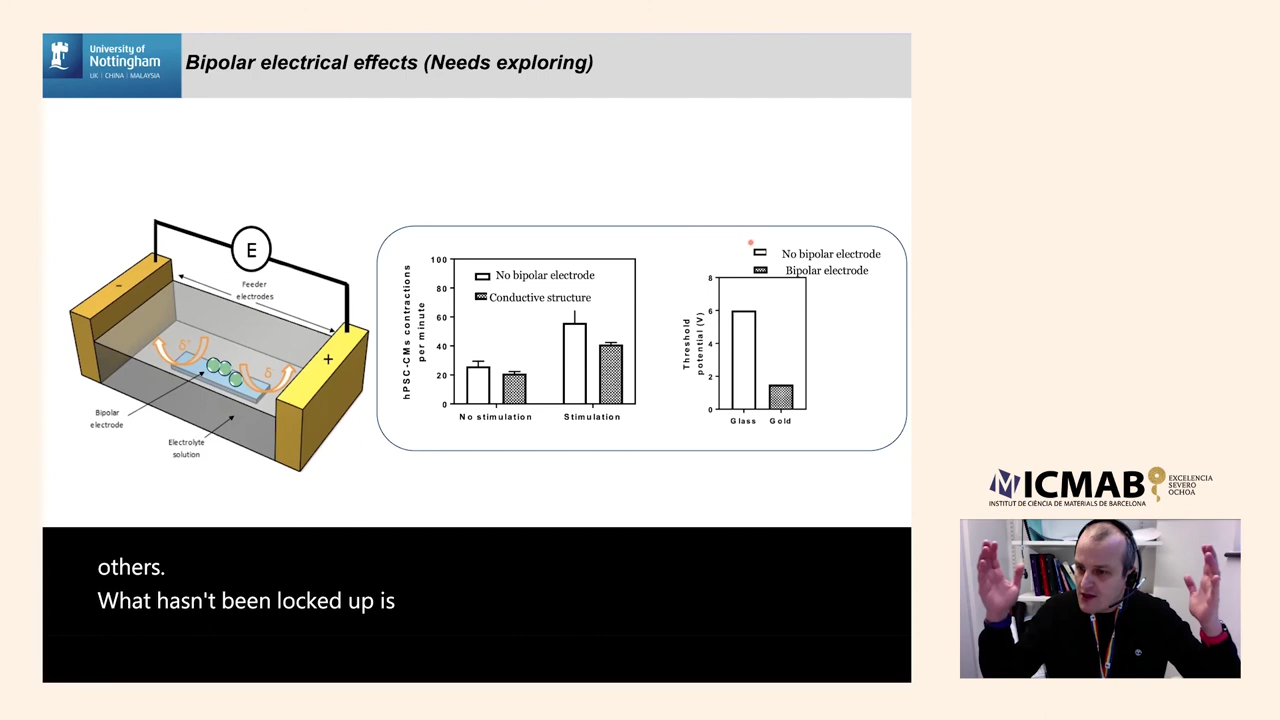 University of
Nottingham
UK | CHINA | MALAYSIA
Bipolar electrical effects (Needs exploring)
E
Feeder
electrodes
-
+
δ+
δ-
Bipolar
electrode
Electrolyte
solution
hPSC-CMs contractions
per minute
100
80
60
40
20
0
No bipolar electrode
Conductive structure
No stimulation
Stimulation
No bipolar electrode
Bipolar electrode
Threshold
potential (V)
8
6
4
2
0
Glass
Gold
others.
What hasn't been locked up is
ICMAB
INSTITUT DE CIÈNCIA DE MATERIALS DE BARCELONA
EXCELENCIA
SEVERO
OCHOA